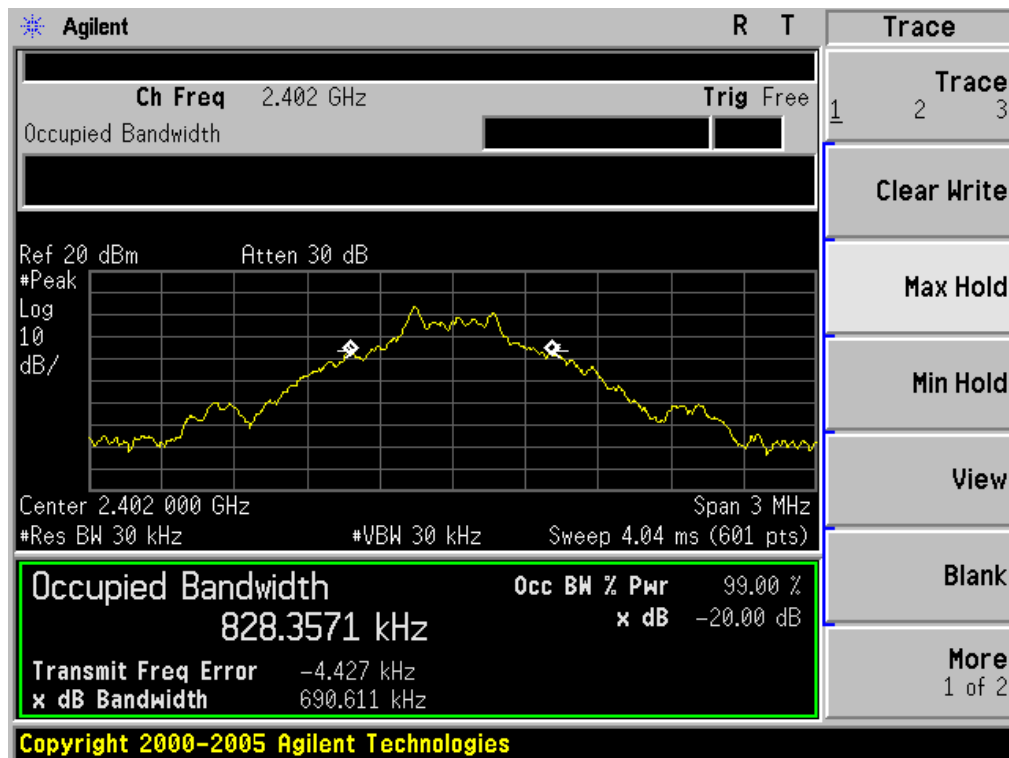 Agilent R T
Ch Freq 2.402 GHz Trig Free
Occupied Bandwidth
Ref 20 dBm Atten 30 dB
#Peak
Log
10
dB/
Center 2.402 000 GHz Span 3 MHz
#Res BW 30 kHz #VBW 30 kHz Sweep 4.04 ms (601 pts)
Occupied Bandwidth Occ BW % Pwr 99.00 %
828.3571 kHz x dB -20.00 dB
Transmit Freq Error -4.427 kHz
x dB Bandwidth 690.611 kHz
Copyright 2000-2005 Agilent Technologies
Trace
Trace
1 2 3
Clear Write
Max Hold
Min Hold
View
Blank
More
1 of 2